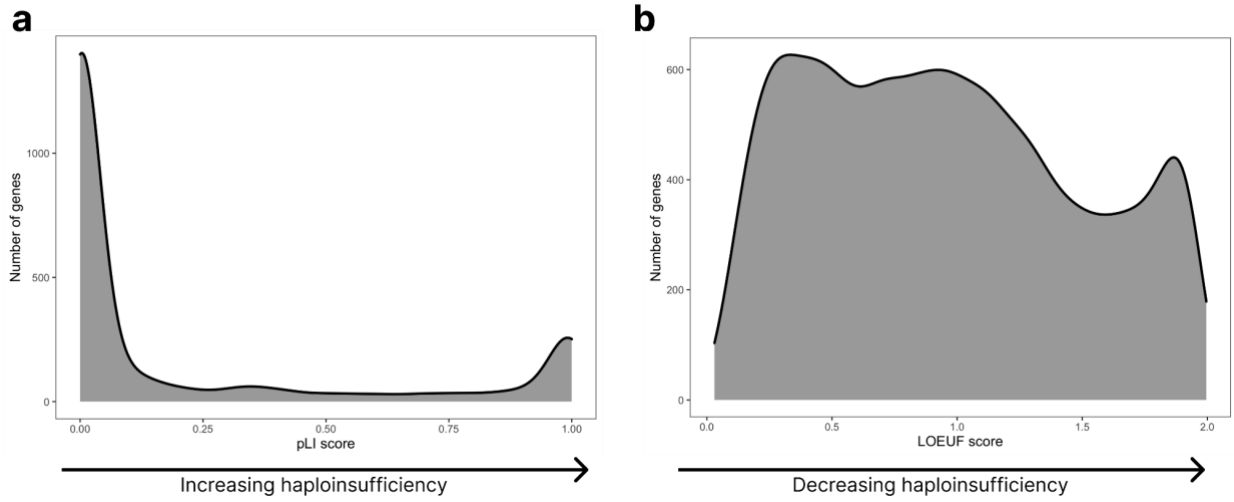 a
Number of genes
1000
500
0
0.00 0.25 0.50 0.75 1.00
pLI score
Increasing haploinsufficiency
b
Number of genes
600
400
200
0
0.0 0.5 1.0 1.5 2.0
LOEUF score
Decreasing haploinsufficiency